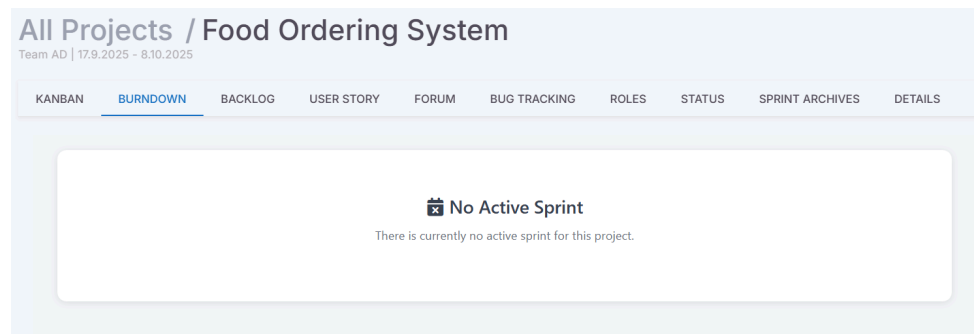 All Projects / Food Ordering System
Team AD | 17.9.2025 - 8.10.2025
KANBAN BURNDOWN BACKLOG USER STORY FORUM BUG TRACKING ROLES STATUS SPRINT ARCHIVES DETAILS
No Active Sprint
There is currently no active sprint for this project.